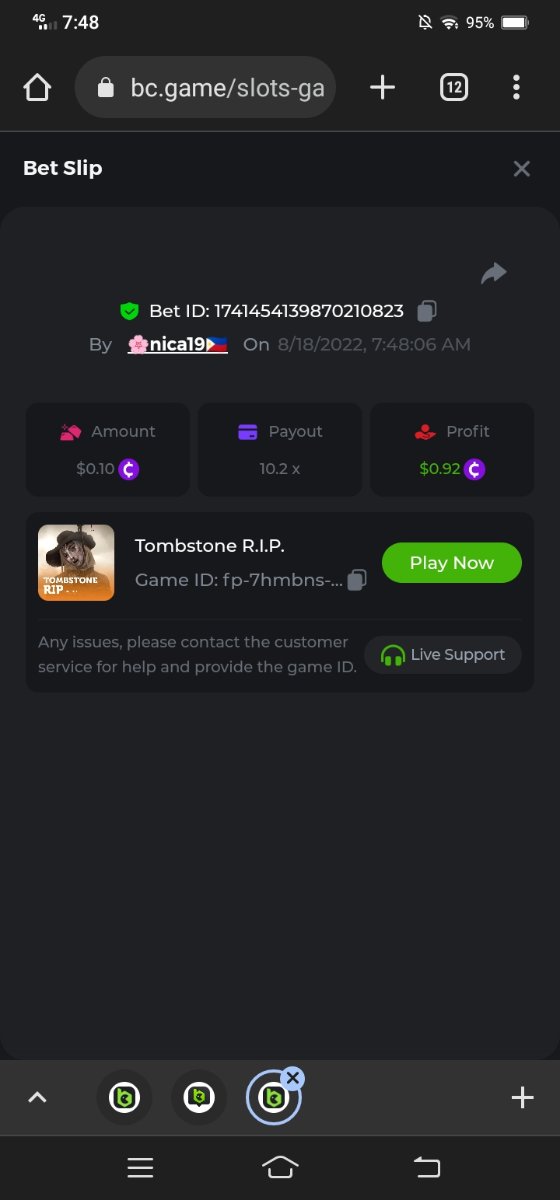 4G 7:48 95%
bc.game/slots-ga 12
Bet Slip
Bet ID: 1741454139870210823
By 🌸nica19🇵🇭 On 8/18/2022, 7:48:06 AM
Amount Payout Profit
$0.10 10.2 x $0.92
Tombstone R.I.P.
Game ID: fp-7hmbns-...
Play Now
TOMBSTONE
RIP
Any issues, please contact the customer
service for help and provide the game ID.
Live Support